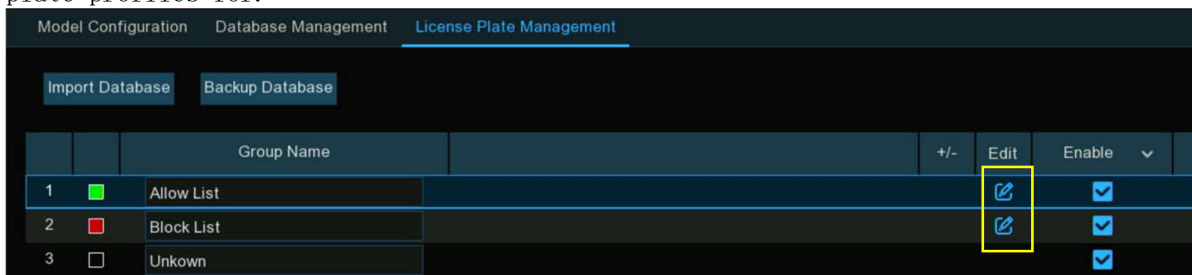 plate profiles for.
Model Configuration Database Management License Plate Management
Import Database Backup Database
Group Name +/- Edit Enable
1 Allow List
2 Block List
3 Unkown